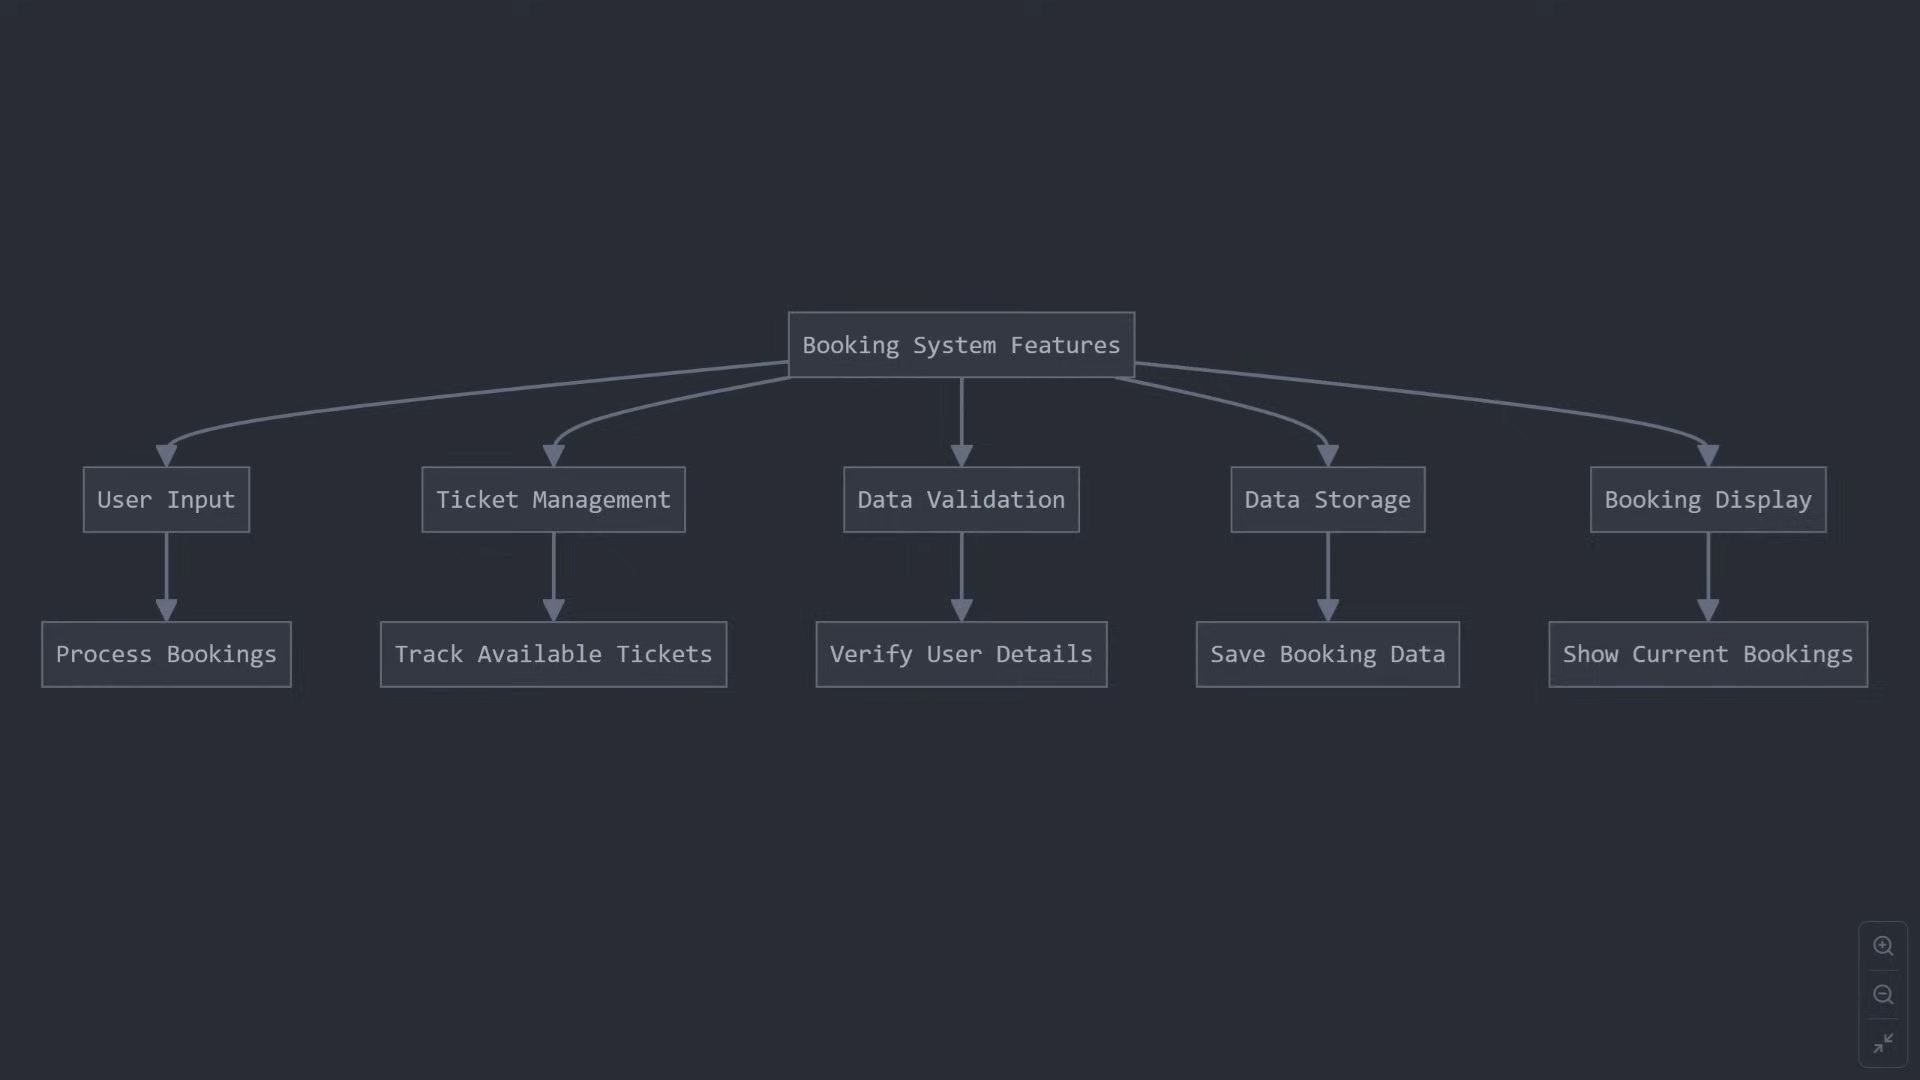 Booking System Features
User Input
Ticket Management
Data Validation
Data Storage
Booking Display
Process Bookings
Track Available Tickets
Verify User Details
Save Booking Data
Show Current Bookings